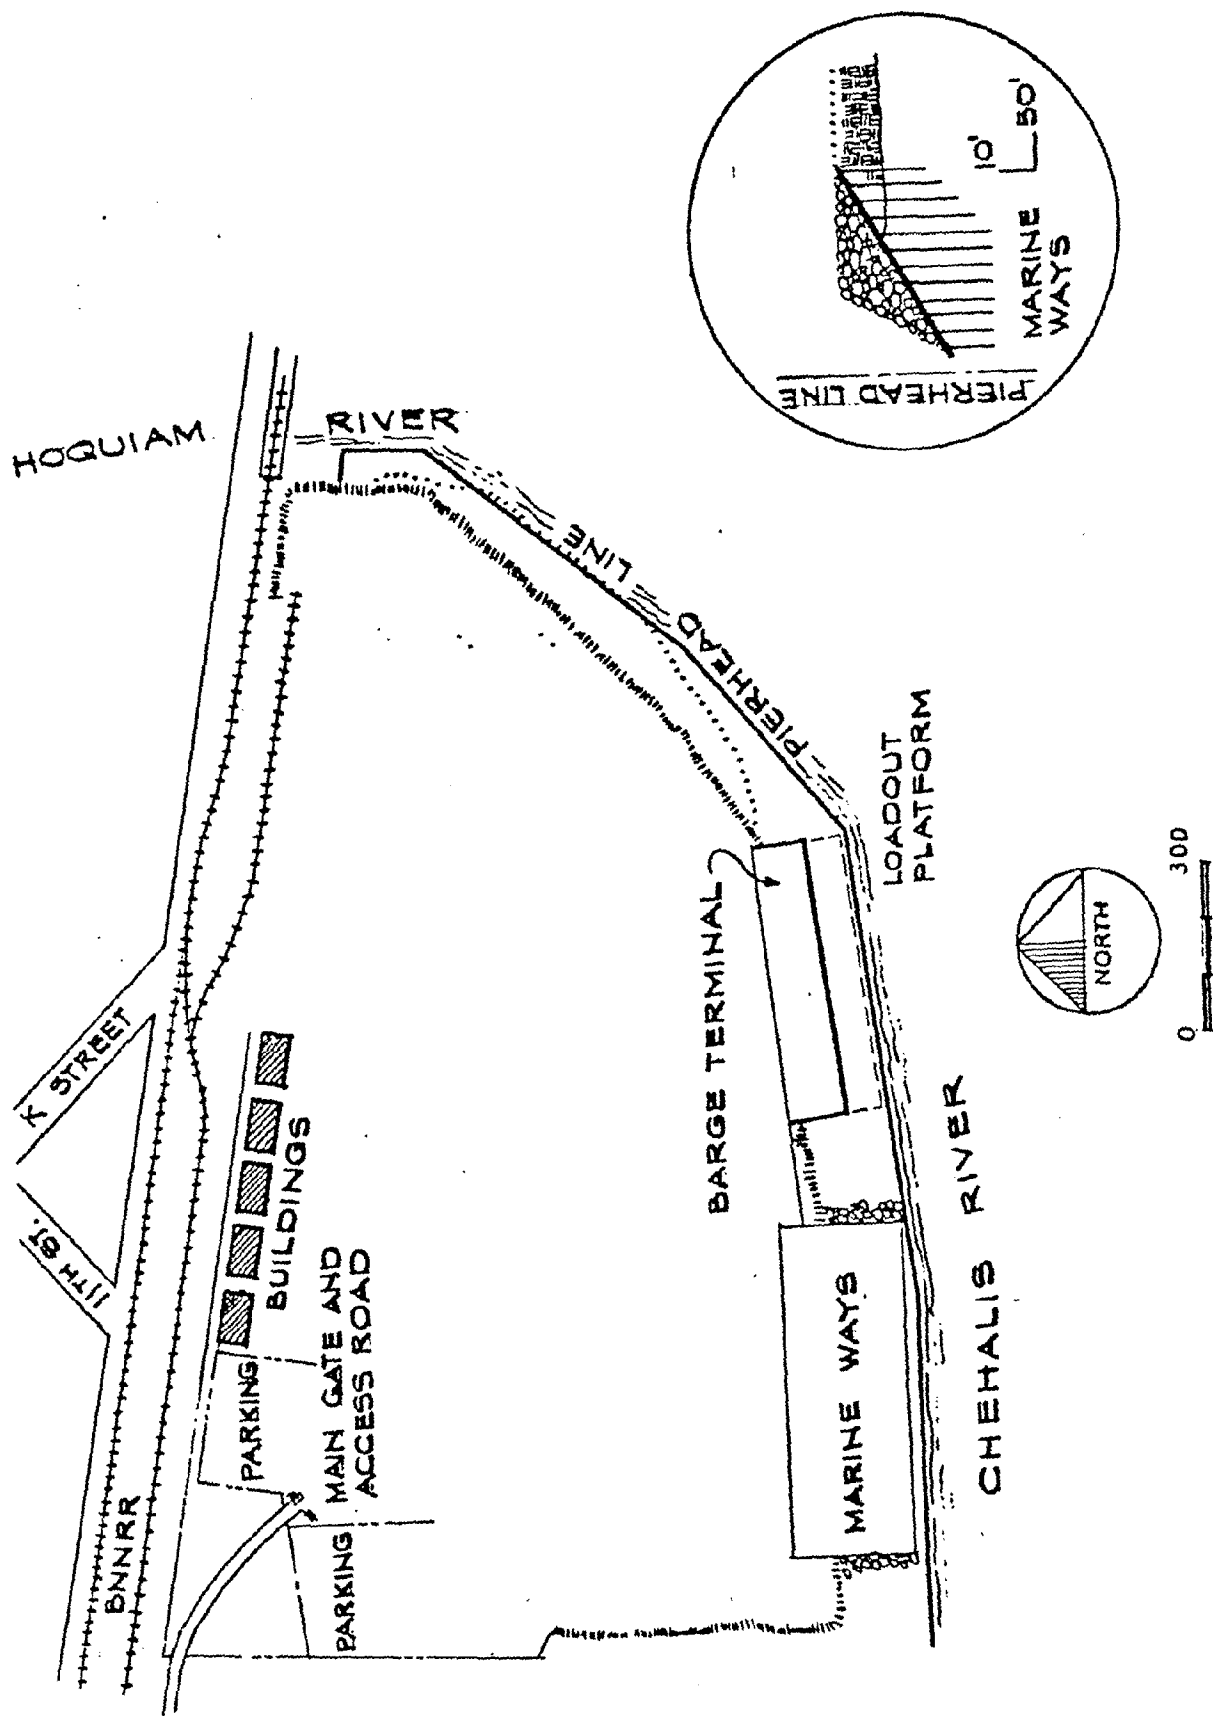 HOQUIAM
RIVER
PIERHEAD LINE
K STREET
11TH ST.
BNNRR
BUILDINGS
PARKING
MAIN GATE AND
ACCESS ROAD
PARKING
BARGE TERMINAL
LOADOUT
PLATFORM
MARINE WAYS
CHEHALIS RIVER
PIERHEAD LINE
MARINE
WAYS
10'
50'
NORTH
0 300